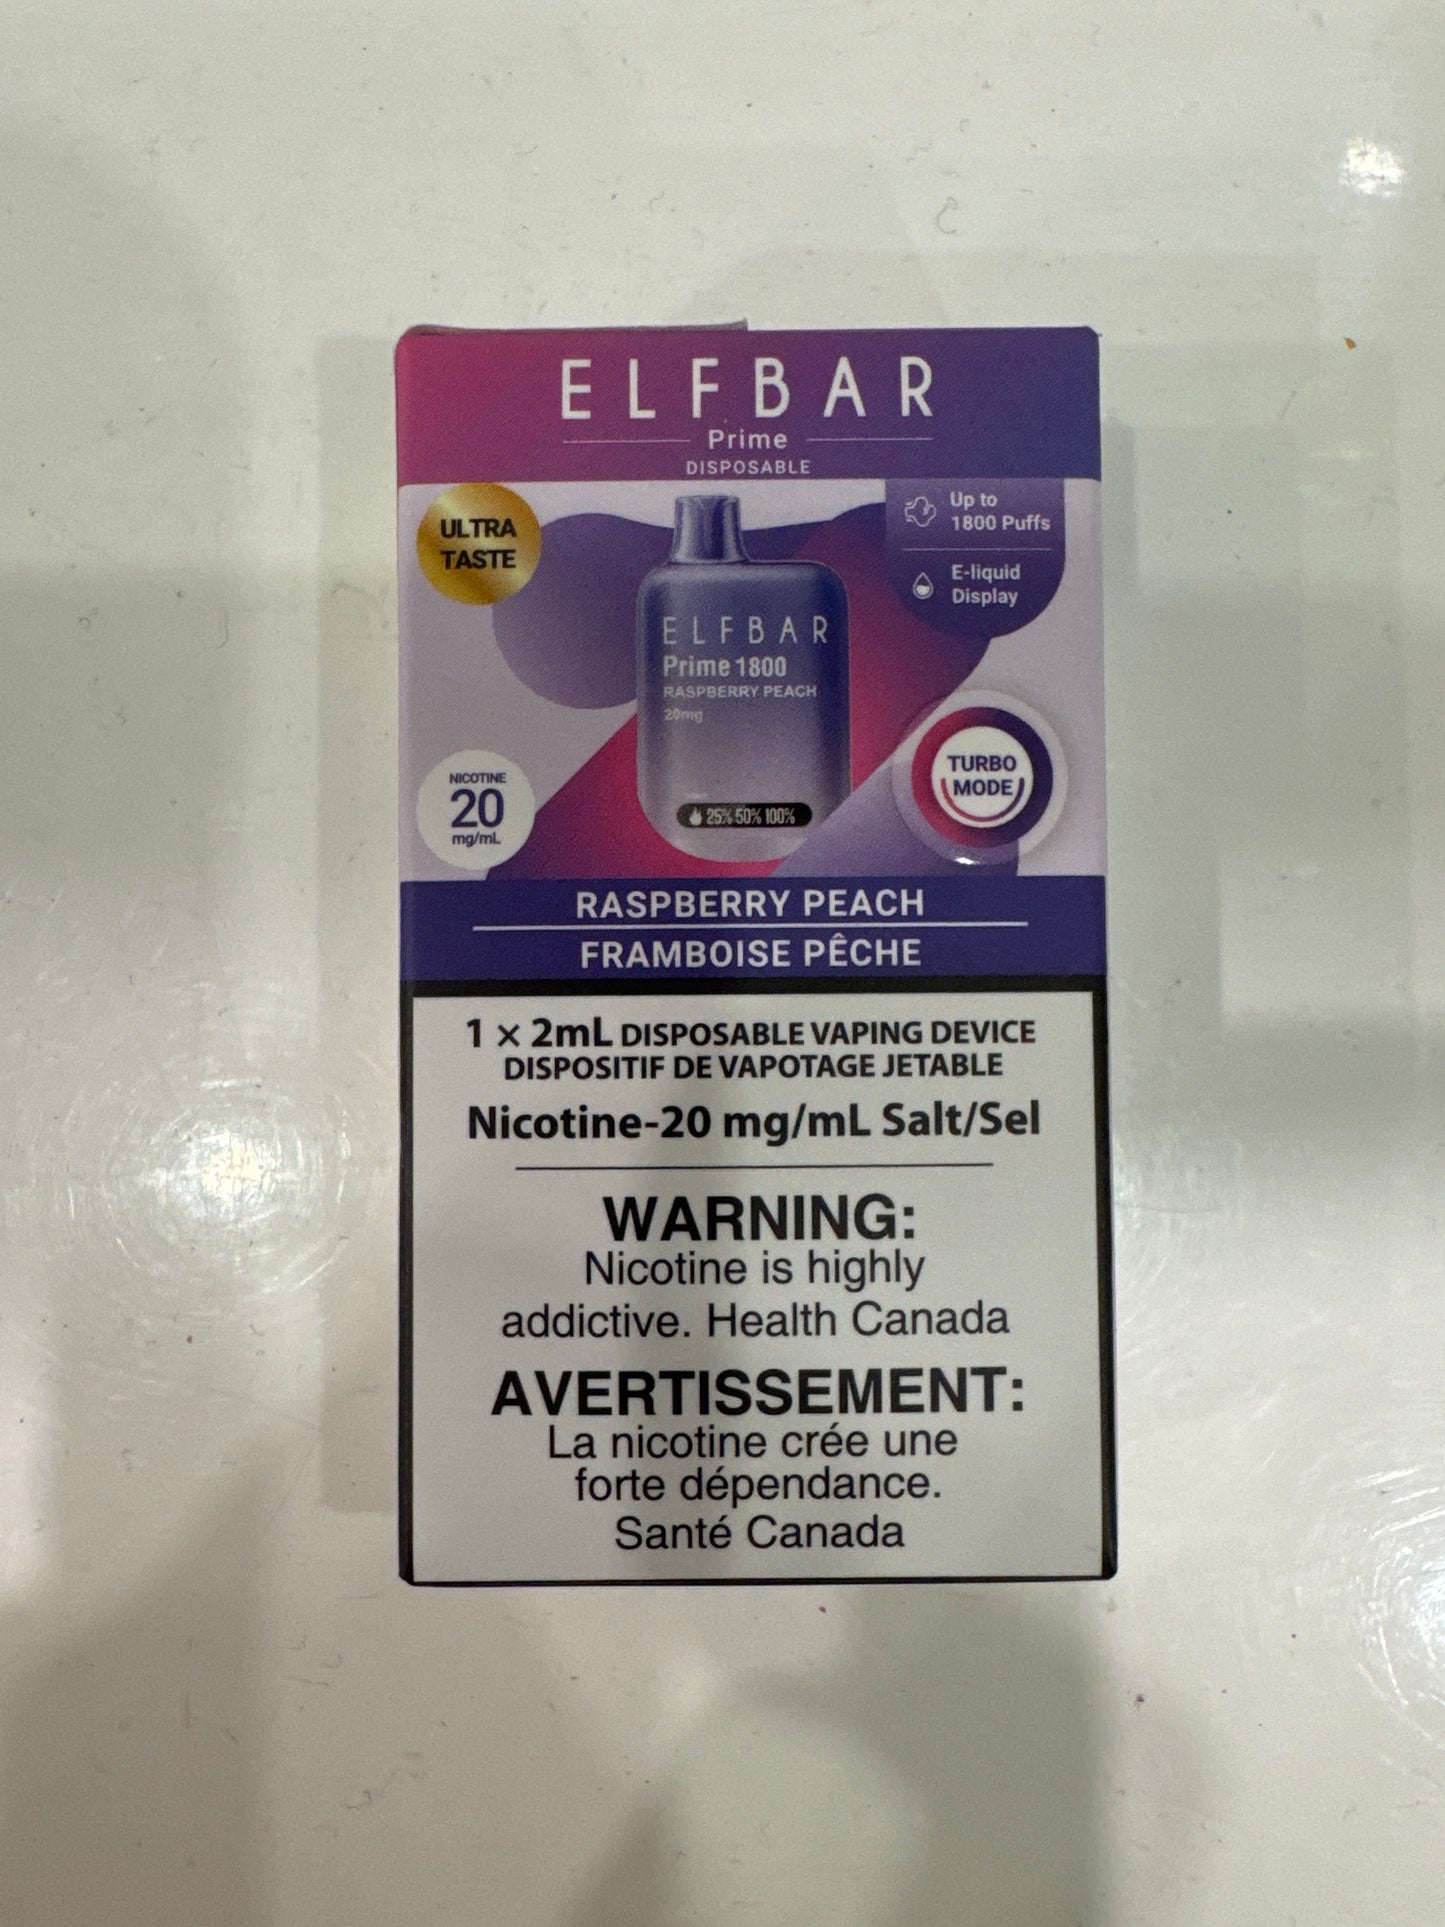 ELFBAR
Prime
DISPOSABLE
ULTRA
TASTE
Up to
1800 Puffs
E-liquid
Display
ELFBAR
Prime 1800
RASPBERRY PEACH
20mg
25% 50% 100%
TURBO
MODE
NICOTINE
20
mg/mL
RASPBERRY PEACH
FRAMBOISE PÊCHE
1 × 2mL DISPOSABLE VAPING DEVICE
DISPOSITIF DE VAPOTAGE JETABLE
Nicotine-20 mg/mL Salt/Sel
WARNING:
Nicotine is highly
addictive. Health Canada
AVERTISSEMENT:
La nicotine crée une
forte dépendance.
Santé Canada